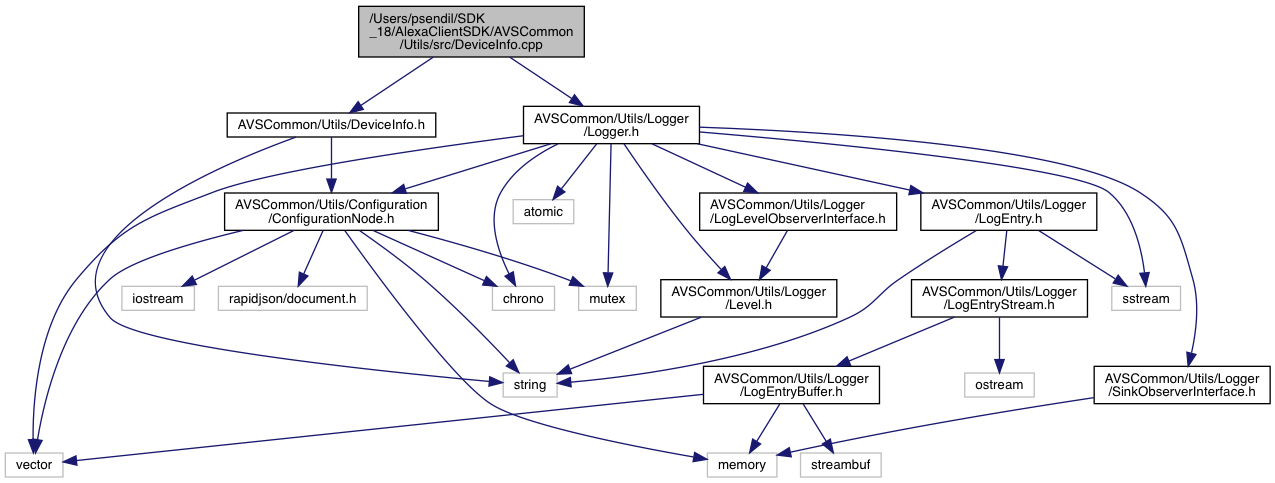 /Users/psendil/SDK
_18/AlexaClientSDK/AVSCommon
/Utils/src/DeviceInfo.cpp
AVSCommon/Utils/DeviceInfo.h
AVSCommon/Utils/Logger
/Logger.h
AVSCommon/Utils/Configuration
/ConfigurationNode.h
atomic
AVSCommon/Utils/Logger
/LogLevelObserverInterface.h
AVSCommon/Utils/Logger
/LogEntry.h
iostream
rapidjson/document.h
chrono
mutex
AVSCommon/Utils/Logger
/Level.h
AVSCommon/Utils/Logger
/LogEntryStream.h
sstream
string
AVSCommon/Utils/Logger
/LogEntryBuffer.h
ostream
AVSCommon/Utils/Logger
/SinkObserverInterface.h
vector
memory
streambuf